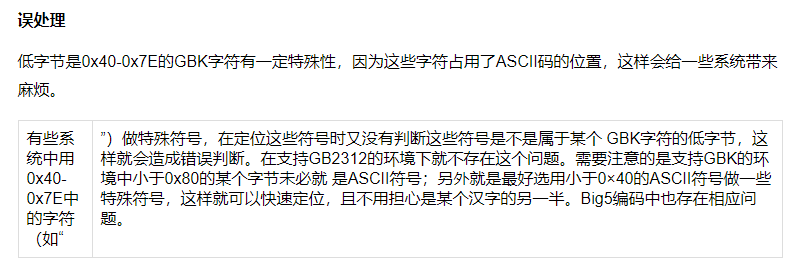 误处理
低字节是0x40-0x7E的GBK字符有一定特殊性，因为这些字符占用了ASCII码的位置，这样会给一些系统带来
麻烦。
有些系
统中用
0x40-
0x7E中
的字符
（如“
”）做特殊符号，在定位这些符号时又没有判断这些符号是不是属于某个 GBK字符的低字节，这
样就会造成错误判断。在支持GB2312的环境下就不存在这个问题。需要注意的是支持GBK的环
境中小于0x80的某个字节未必就 是ASCII符号；另外就是最好选用小于0×40的ASCII符号做一些
特殊符号，这样就可以快速定位，且不用担心是某个汉字的另一半。Big5编码中也存在相应问
题。